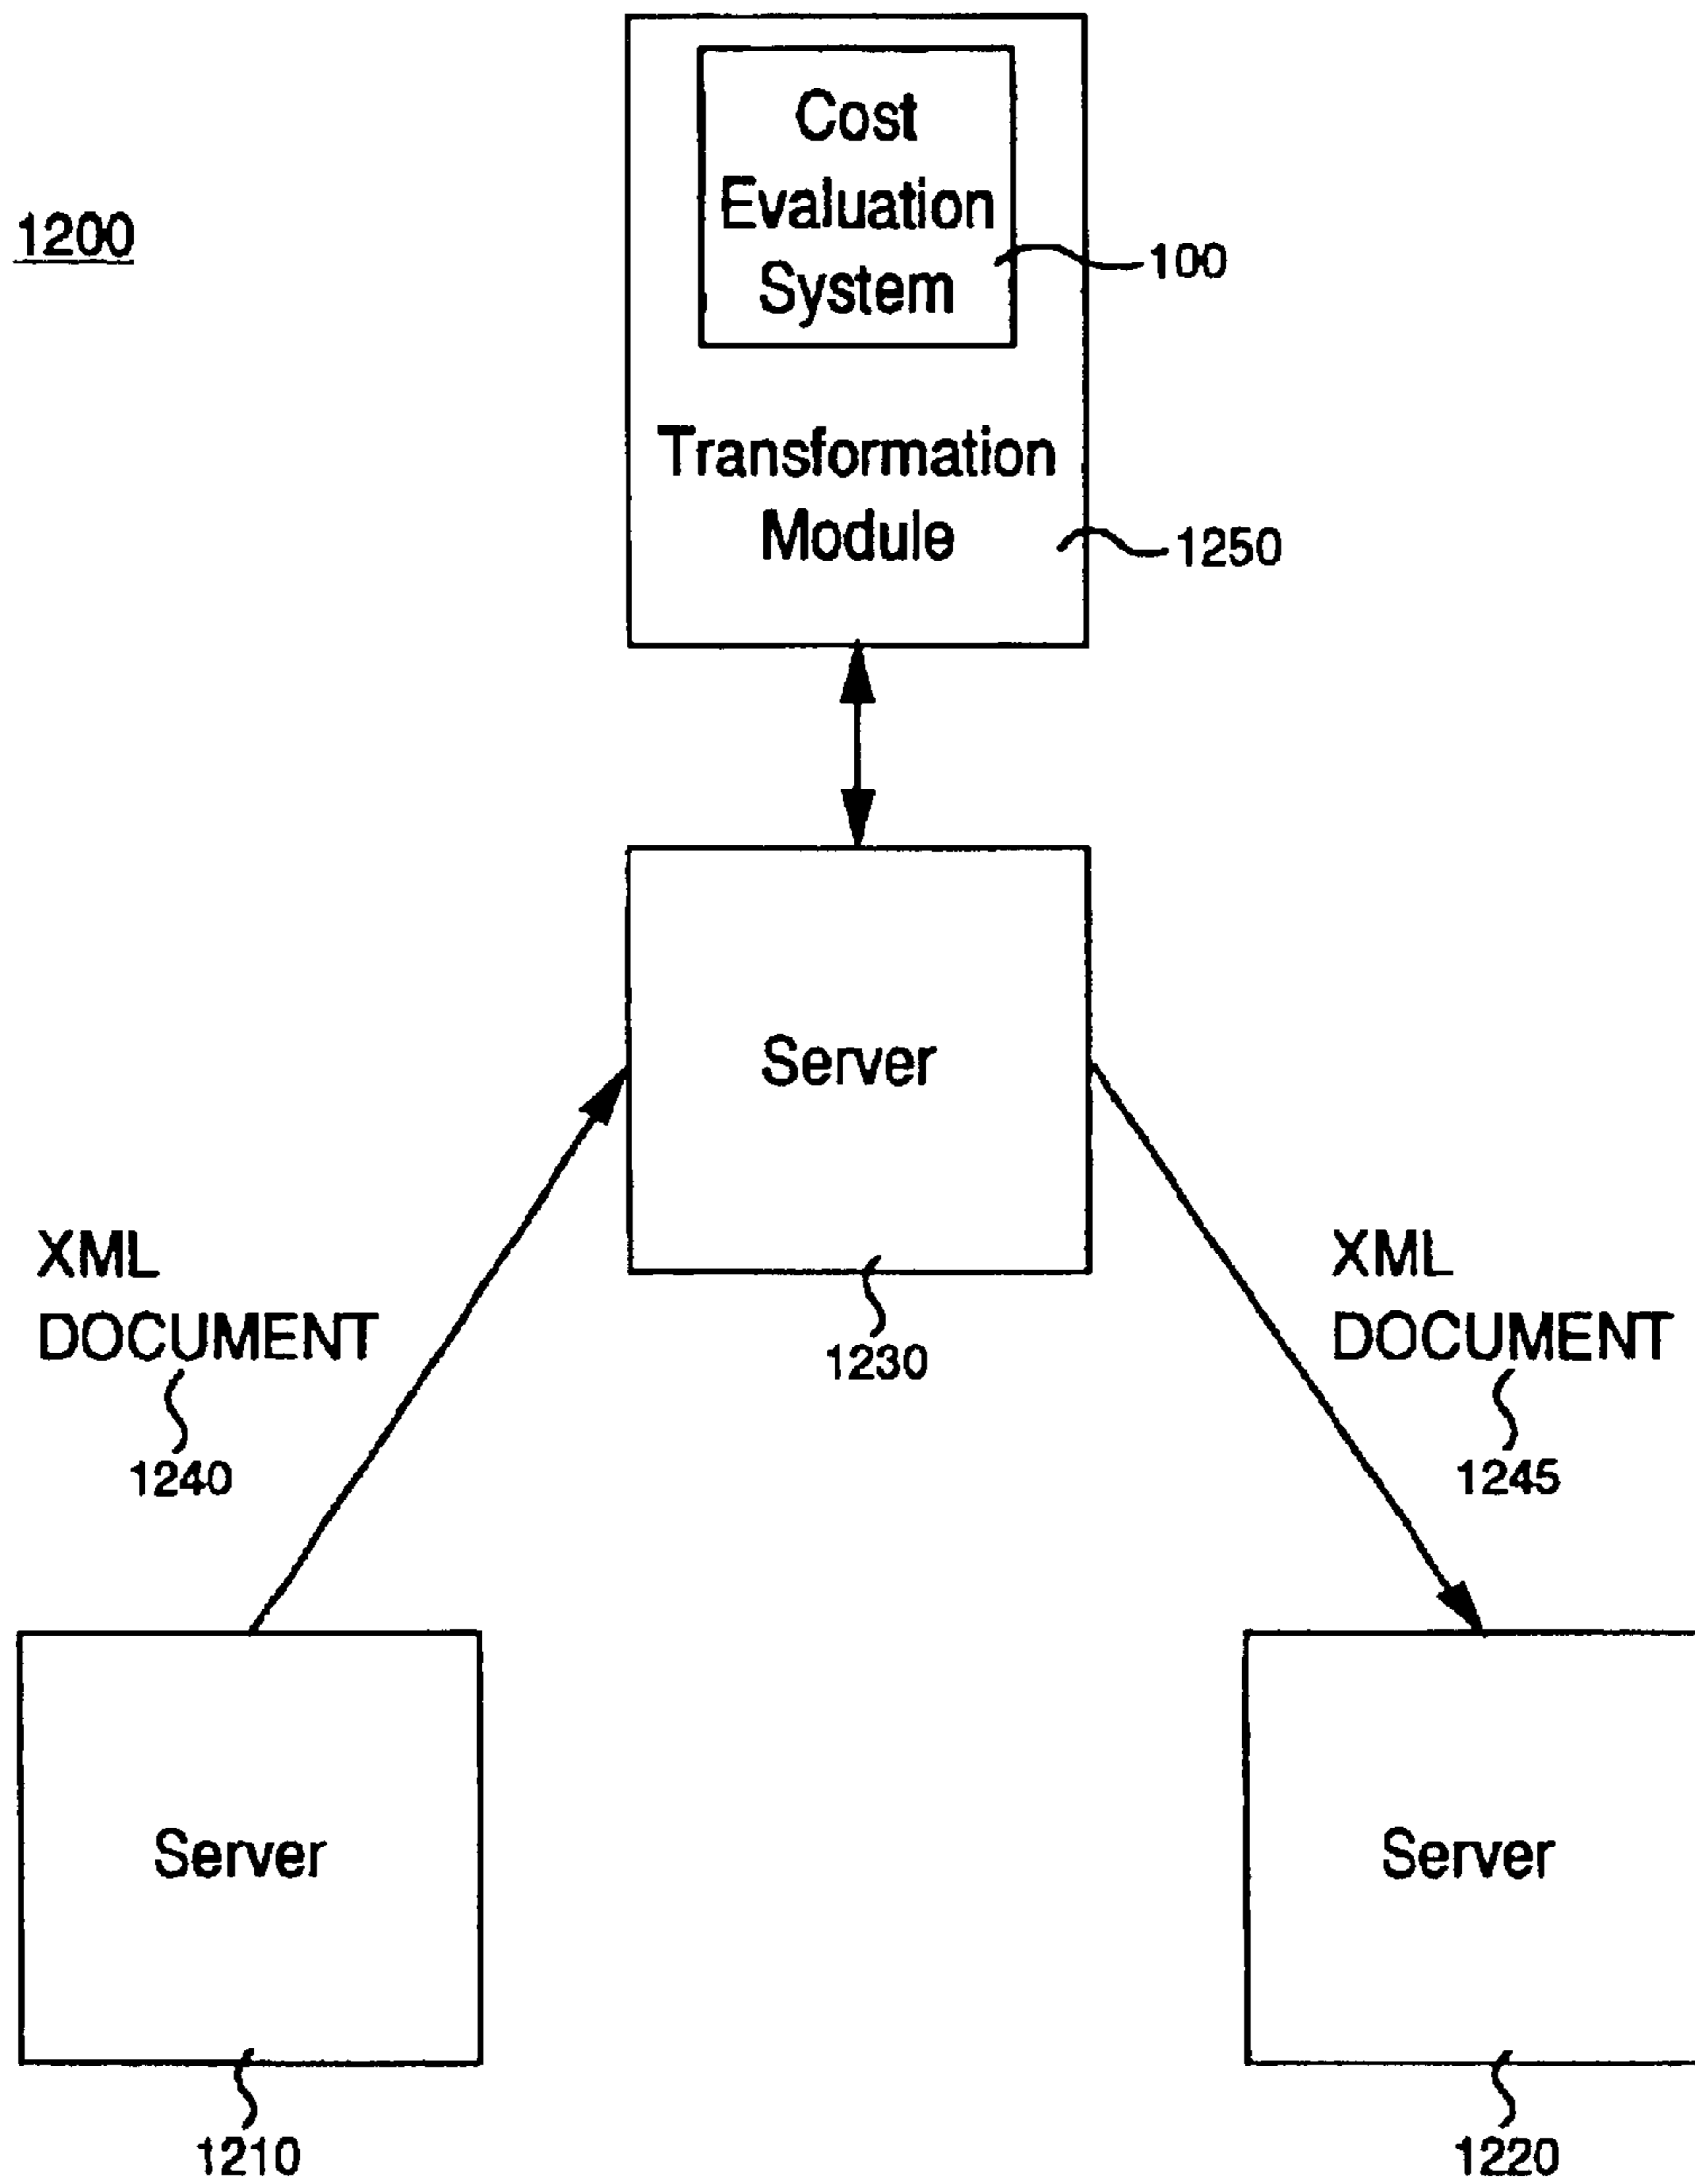 Cost
Evaluation
System
1200
100
Transformation
Module
1250
Server
XML
DOCUMENT
1240
1230
XML
DOCUMENT
1245
Server
1210
Server
1220